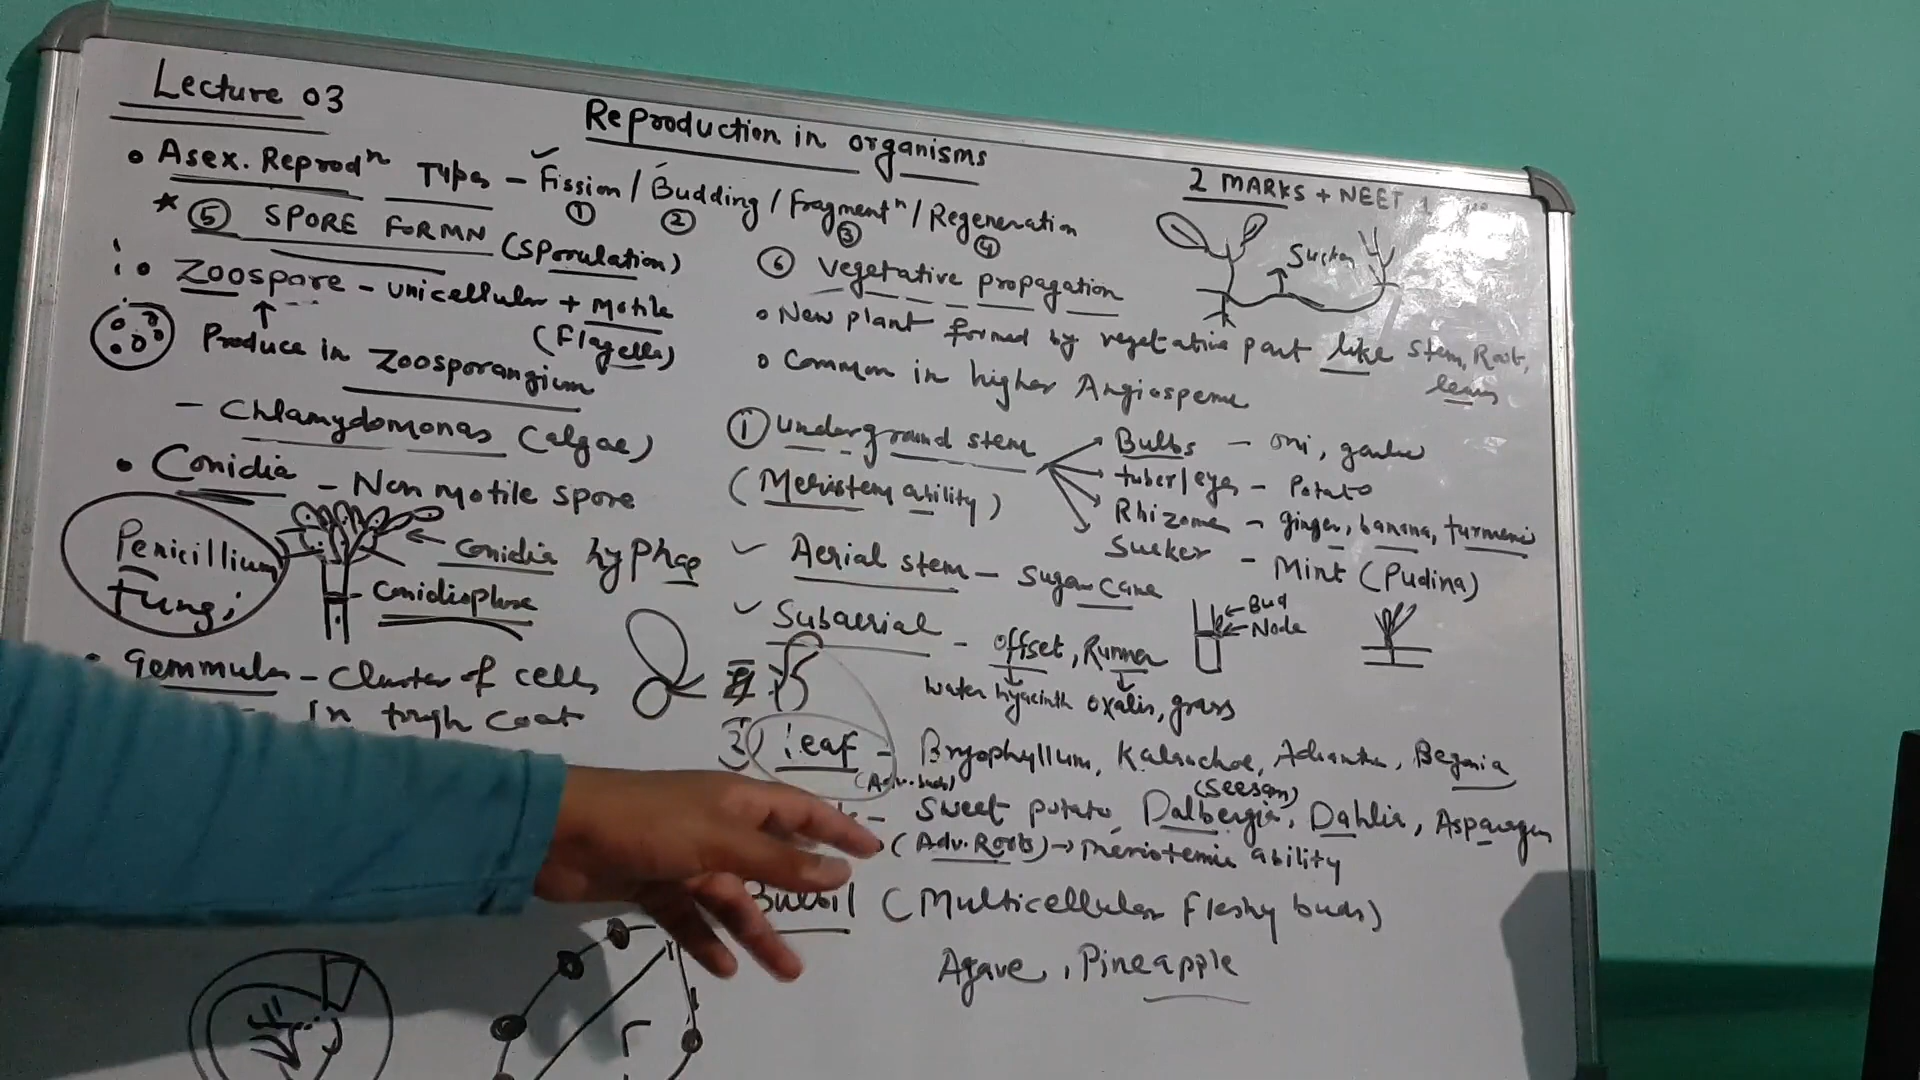 Lecture 03
Reproduction in organisms
• Asex. Reprodⁿ Types - Fission / Budding / Fragmentⁿ / Regeneration
① ② ③ ④
* ⑤ SPORE FORMN (Sporulation)
• Zoospore - unicellular + Motile
(Flagella)
↑
Produce in Zoosporangium
- Chlamydomonas (algae)
• Conidia - Non motile spore
Penicillium
Fungi
← conidia hyphae
conidiophore
• Gemmules - Cluster of cells
In tough coat
2 MARKS + NEET
Sucker
⑥ Vegetative propagation
• New plant formed by vegetative part like stem, Root,
• Common in higher Angiosperms
① underground stem
(Meristem ability)
Bulbs - oni, garlic
tuber/eyes - Potato
Rhizome - ginger, banana, turmeric
Sucker - Mint (Pudina)
✓ Aerial stem - Sugar cane
← Bud
← Node
✓ Subaerial - offset, Runner
water hyacinth oxalis, grass
3) leaf - Bryophyllum, Kalanchoe, Begonia
(Adv. buds)
(Seesam)
- Sweet potato, Dalbergia, Dahlia, Asparagus
(Adv. Roots) → meristemic ability
Bulbil (Multicellular fleshy buds)
Agave, Pineapple